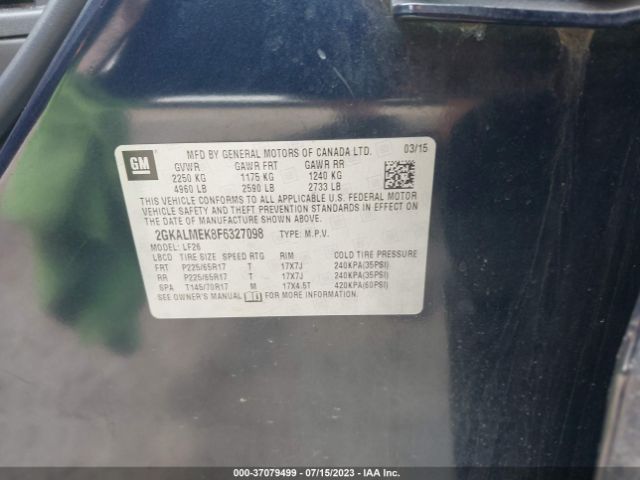 GM
MFD BY GENERAL MOTORS OF CANADA LTD. 03/15
GVWR GAWR FRT GAWR RR
2250 KG 1175 KG 1240 KG
4960 LB 2590 LB 2733 LB
THIS VEHICLE CONFORMS TO ALL APPLICABLE U.S. FEDERAL MOTOR
VEHICLE SAFETY AND THEFT PREVENTION STANDARDS IN EFFECT ON
THE DATE OF MANUFACTURE SHOWN ABOVE.
2GKALMEK8F6327098 TYPE: M.P.V.
MODEL: LF26
LBCD TIRE SIZE SPEED RTG RIM COLD TIRE PRESSURE
FRT P225/65R17 T 17X7J 240KPA(35PSI)
RR P225/65R17 T 17X7J 240KPA(35PSI)
SPA T145/70R17 M 17X4.5T 420KPA(60PSI)
SEE OWNER'S MANUAL FOR MORE INFORMATION.
000-37079499 - 07/15/2023 - IAAI.COM